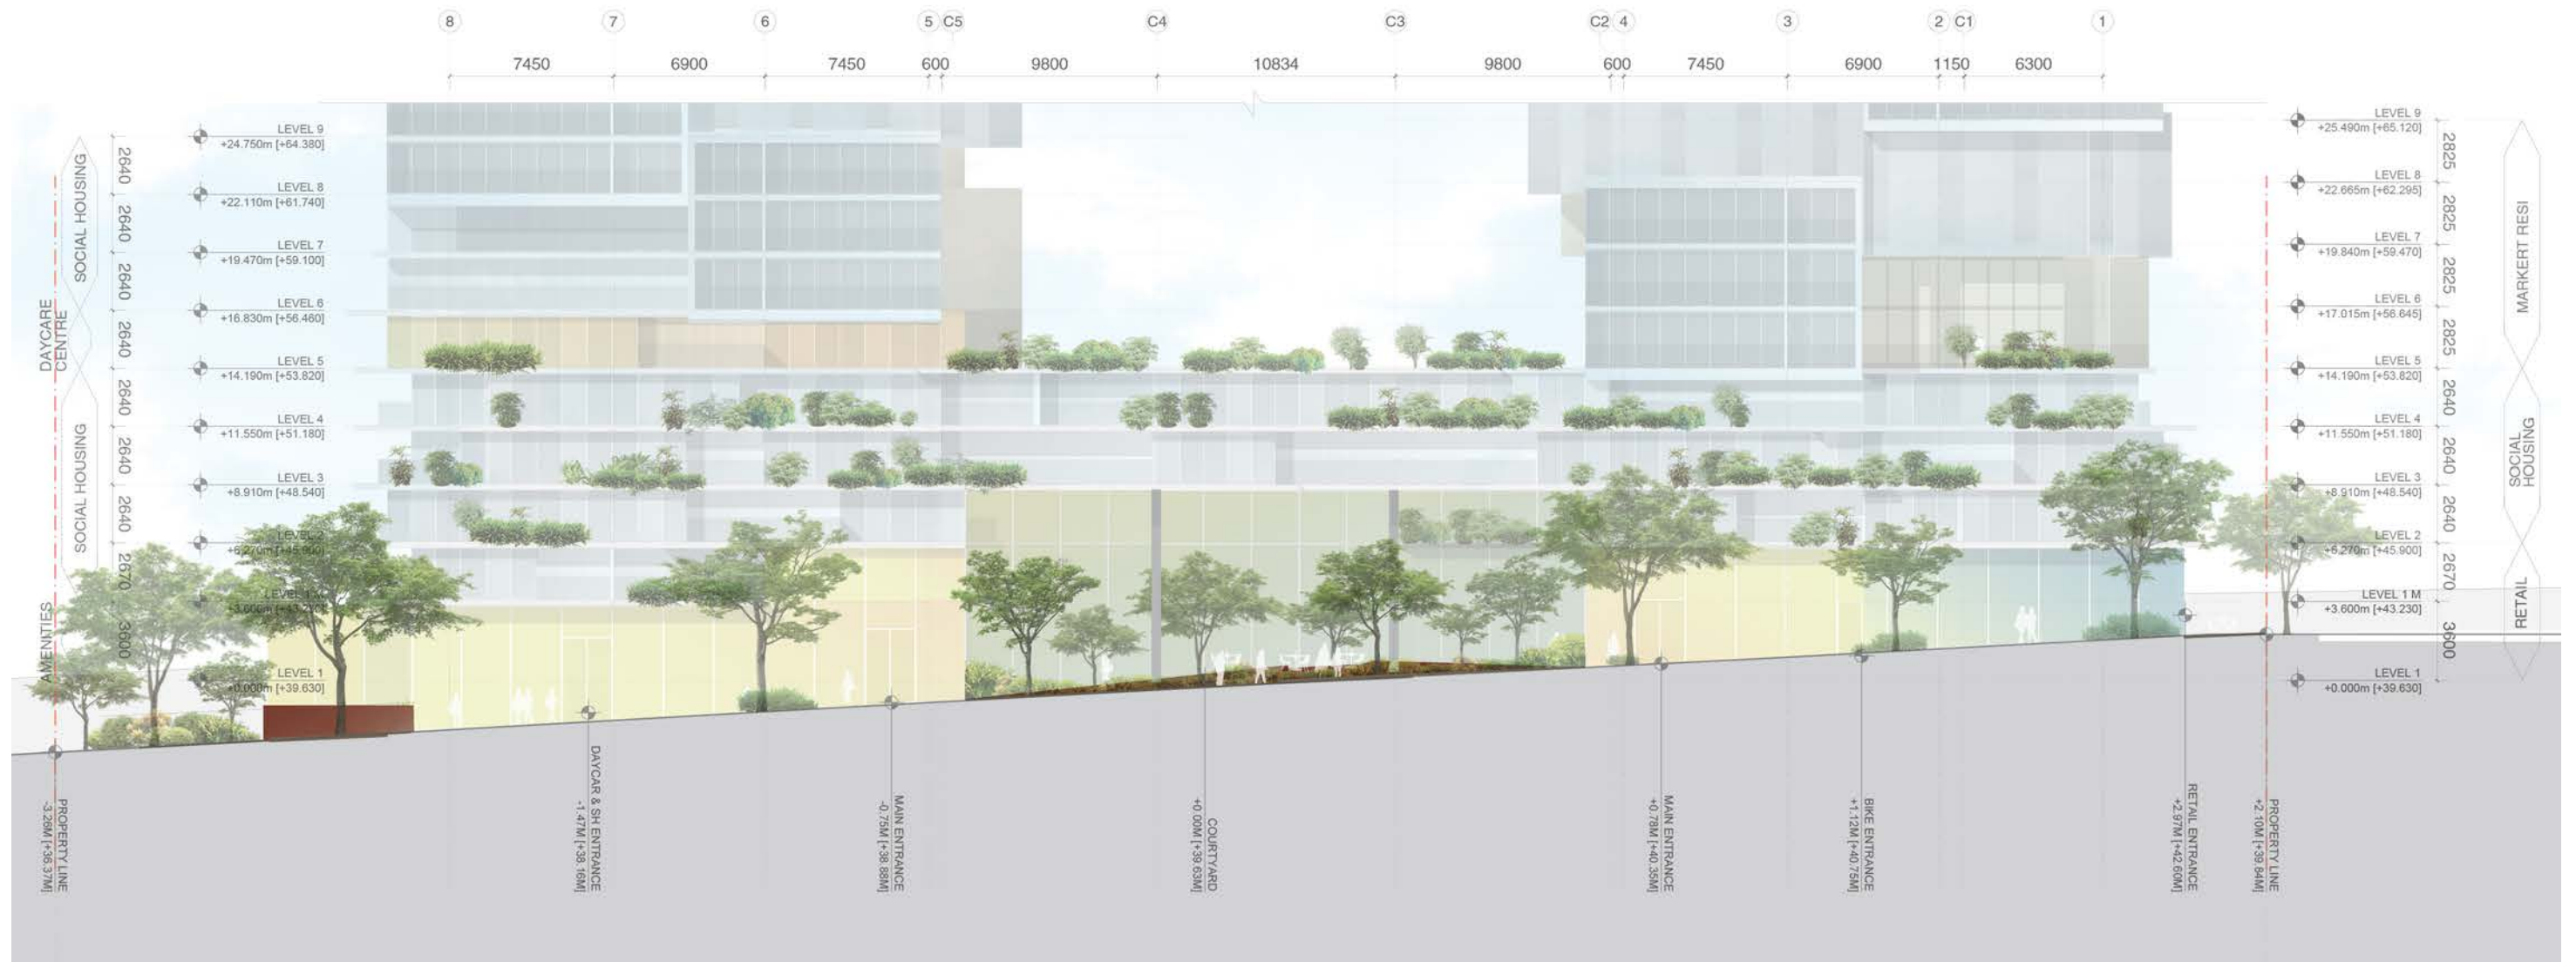 8 7 6 5 C5 C4 C3 C2 4 3 2 C1 1
7450 6900 7450 600 9800 10834 9800 600 7450 6900 1150 6300
SOCIAL HOUSING
DAYCARE
CENTRE
SOCIAL HOUSING
AMENITIES
2640
2640
2640
2640
2640
2640
2640
2670
3600
LEVEL 9
+24.750m [+64.380]
LEVEL 8
+22.110m [+61.740]
LEVEL 7
+19.470m [+59.100]
LEVEL 6
+16.830m [+56.460]
LEVEL 5
+14.190m [+53.820]
LEVEL 4
+11.550m [+51.180]
LEVEL 3
+8.910m [+48.540]
LEVEL 2
+6.270m [+45.900]
LEVEL 1 M
+3.600m [+43.230]
LEVEL 1
+0.000m [+39.630]
LEVEL 9
+25.490m [+65.120]
LEVEL 8
+22.665m [+62.295]
LEVEL 7
+19.840m [+59.470]
LEVEL 6
+17.015m [+56.645]
LEVEL 5
+14.190m [+53.820]
LEVEL 4
+11.550m [+51.180]
LEVEL 3
+8.910m [+48.540]
LEVEL 2
+6.270m [+45.900]
LEVEL 1 M
+3.600m [+43.230]
LEVEL 1
+0.000m [+39.630]
2825
2825
2825
2825
2640
2640
2640
2670
3600
MARKERT RESI
SOCIAL
HOUSING
RETAIL
PROPERTY LINE
-3.26M [+36.37M]
DAYCAR & SH ENTRANCE
-1.47M [+38.16M]
MAIN ENTRANCE
-0.75M [+38.88M]
COURTYARD
+0.00M [+39.63M]
MAIN ENTRANCE
+0.78M [+40.35M]
BIKE ENTRANCE
+1.12M [+40.75M]
RETAIL ENTRANCE
+2.97M [+42.60M]
PROPERTY LINE
+2.10M [+39.84M]